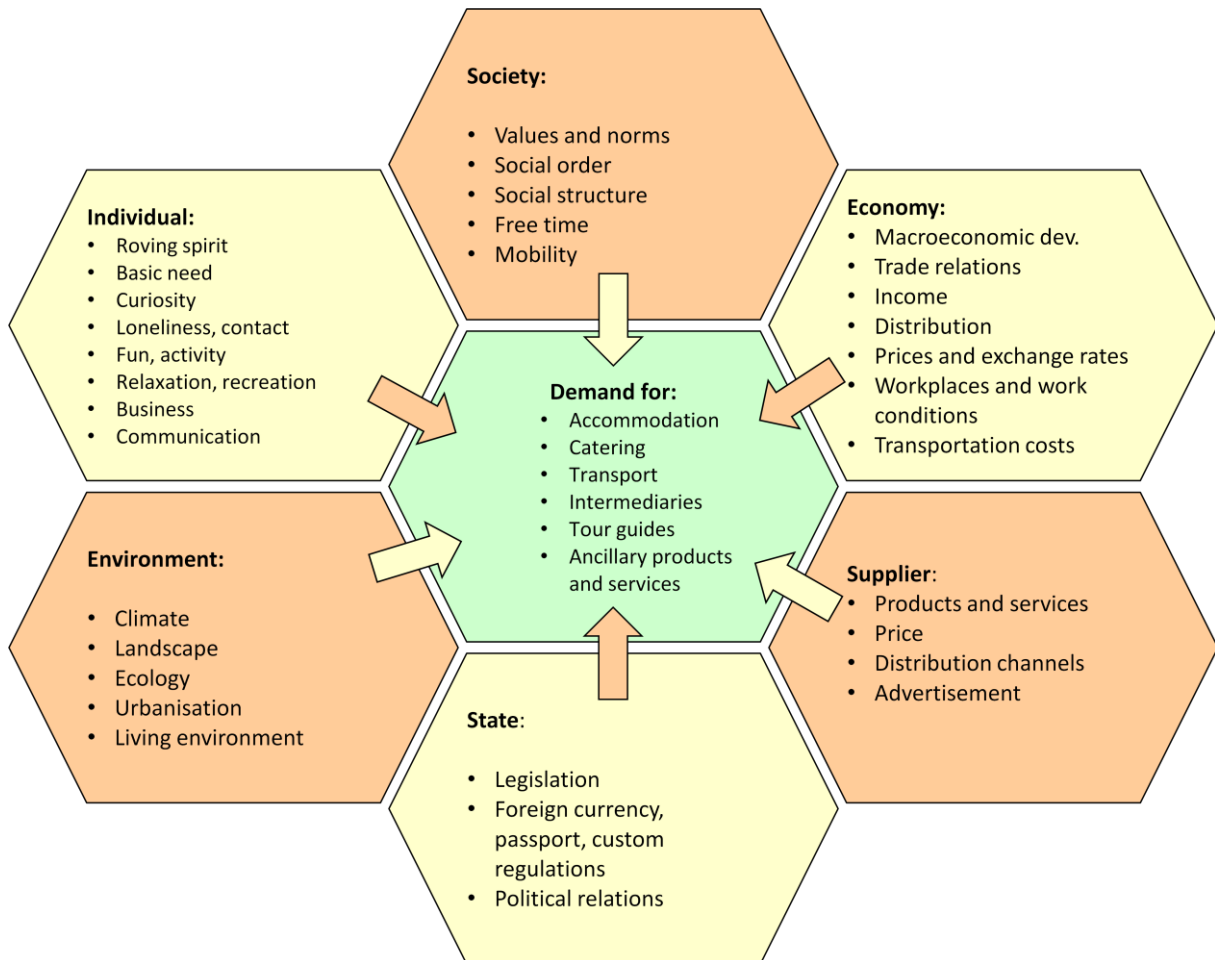 Society:
• Values and norms
• Social order
• Social structure
• Free time
• Mobility
Individual:
• Roving spirit
• Basic need
• Curiosity
• Loneliness, contact
• Fun, activity
• Relaxation, recreation
• Business
• Communication
Economy:
• Macroeconomic dev.
• Trade relations
• Income
• Distribution
• Prices and exchange rates
• Workplaces and work
conditions
• Transportation costs
Demand for:
• Accommodation
• Catering
• Transport
• Intermediaries
• Tour guides
• Ancillary products
and services
Environment:
• Climate
• Landscape
• Ecology
• Urbanisation
• Living environment
Supplier:
• Products and services
• Price
• Distribution channels
• Advertisement
State:
• Legislation
• Foreign currency,
passport, custom
regulations
• Political relations